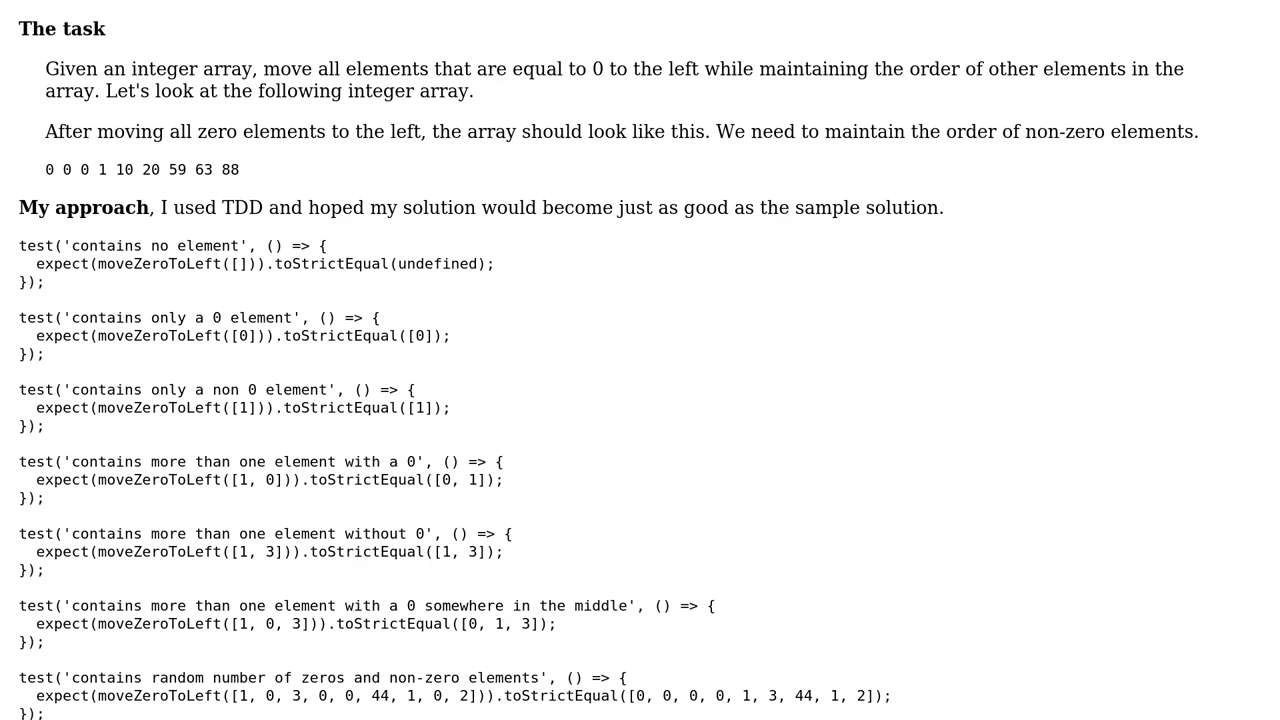 The task
Given an integer array, move all elements that are equal to 0 to the left while maintaining the order of other elements in the
array. Let's look at the following integer array.
After moving all zero elements to the left, the array should look like this. We need to maintain the order of non-zero elements.
0 0 0 1 10 20 59 63 88
My approach, I used TDD and hoped my solution would become just as good as the sample solution.
test('contains no element', () => {
  expect(moveZeroToLeft([])).toStrictEqual(undefined);
});
test('contains only a 0 element', () => {
  expect(moveZeroToLeft([0])).toStrictEqual([0]);
});
test('contains only a non 0 element', () => {
  expect(moveZeroToLeft([1])).toStrictEqual([1]);
});
test('contains more than one element with a 0', () => {
  expect(moveZeroToLeft([1, 0])).toStrictEqual([0, 1]);
});
test('contains more than one element without 0', () => {
  expect(moveZeroToLeft([1, 3])).toStrictEqual([1, 3]);
});
test('contains more than one element with a 0 somewhere in the middle', () => {
  expect(moveZeroToLeft([1, 0, 3])).toStrictEqual([0, 1, 3]);
});
test('contains random number of zeros and non-zero elements', () => {
  expect(moveZeroToLeft([1, 0, 3, 0, 0, 44, 1, 0, 2])).toStrictEqual([0, 0, 0, 0, 1, 3, 44, 1, 2]);
});